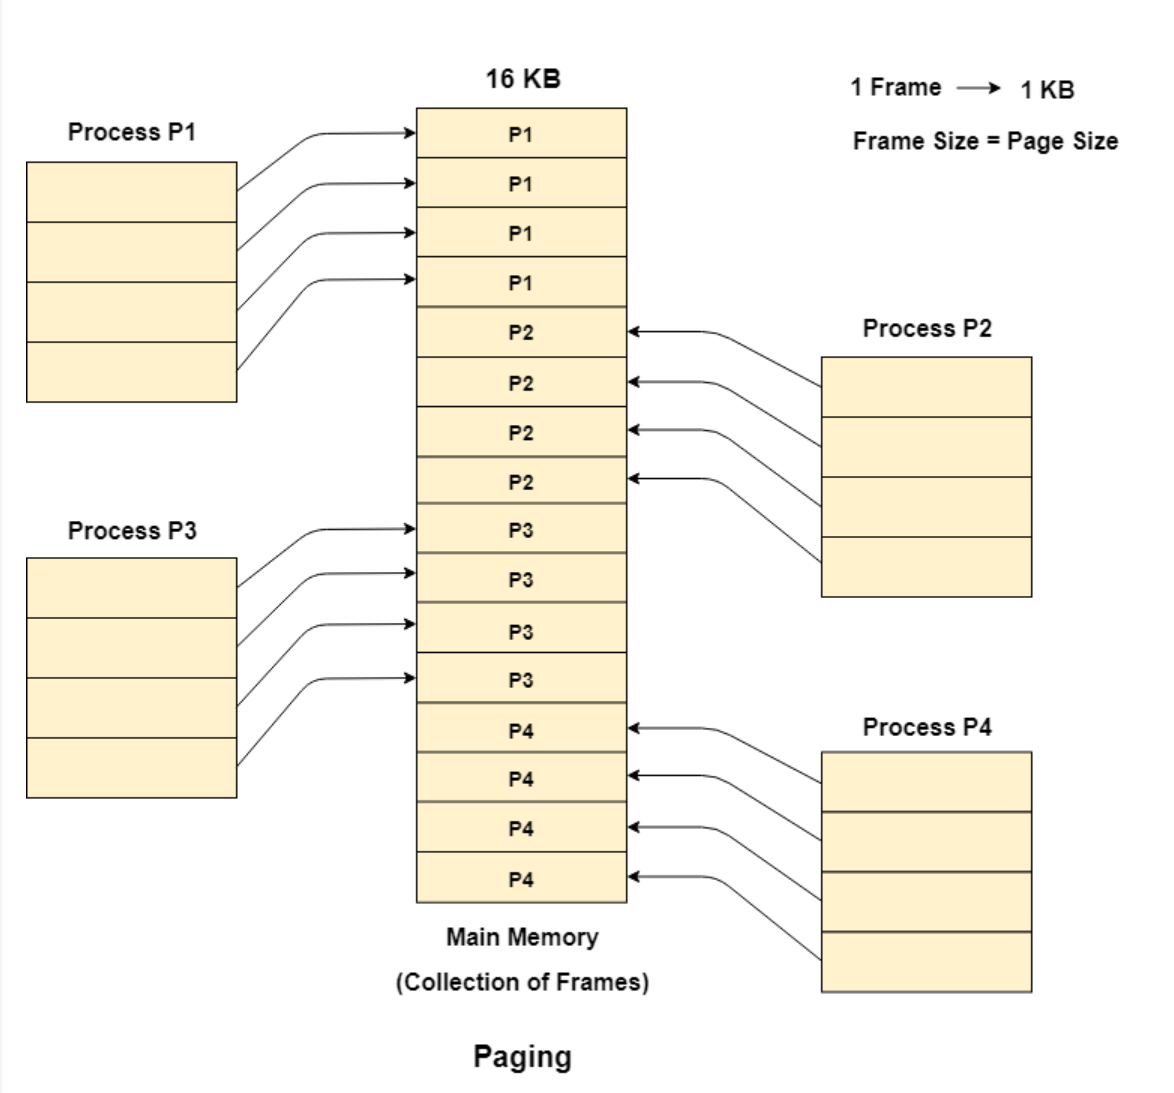 16 KB
1 Frame → 1 KB
Frame Size = Page Size
Process P1
P1
P1
P1
P1
P2
Process P2
P2
P2
P2
Process P3
P3
P3
P3
P3
Process P4
P4
P4
P4
P4
Main Memory
(Collection of Frames)
Paging